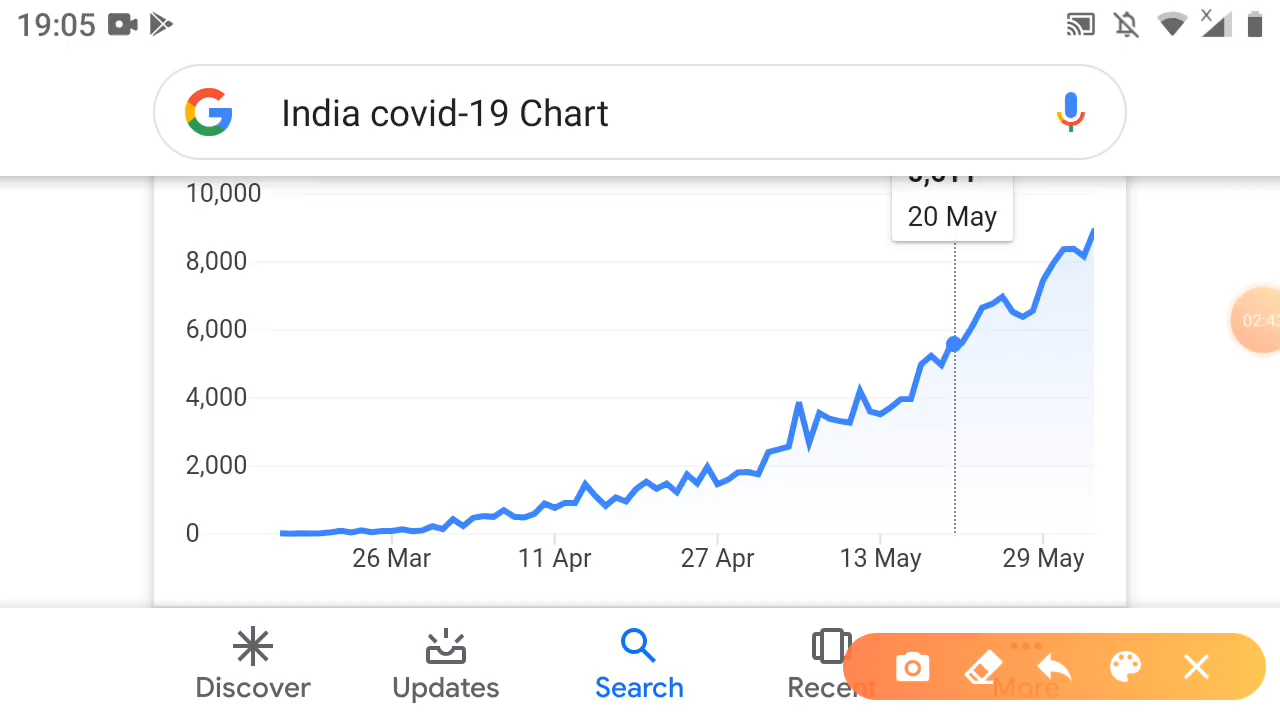 19:05
India covid-19 Chart
10,000
20 May
8,000
6,000
4,000
2,000
0
26 Mar
11 Apr
27 Apr
13 May
29 May
Discover
Updates
Search
Recent
More